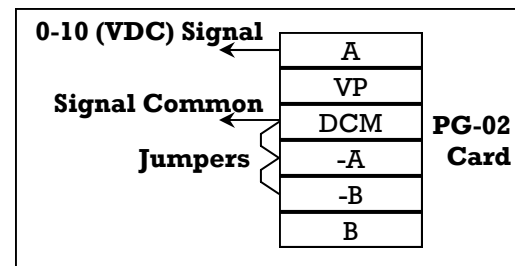 0-10 (VDC) Signal
A
VP
Signal Common
DCM
PG-02
Jumpers
-A
Card
-B
B